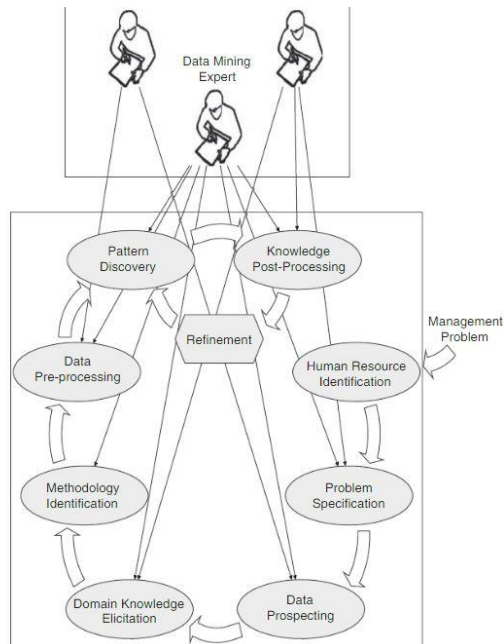 Data Mining
Expert
Pattern
Discovery
Knowledge
Post-Processing
Refinement
Management
Problem
Data
Pre-processing
Human Resource
Identification
Methodology
Identification
Problem
Specification
Domain Knowledge
Elicitation
Data
Prospecting